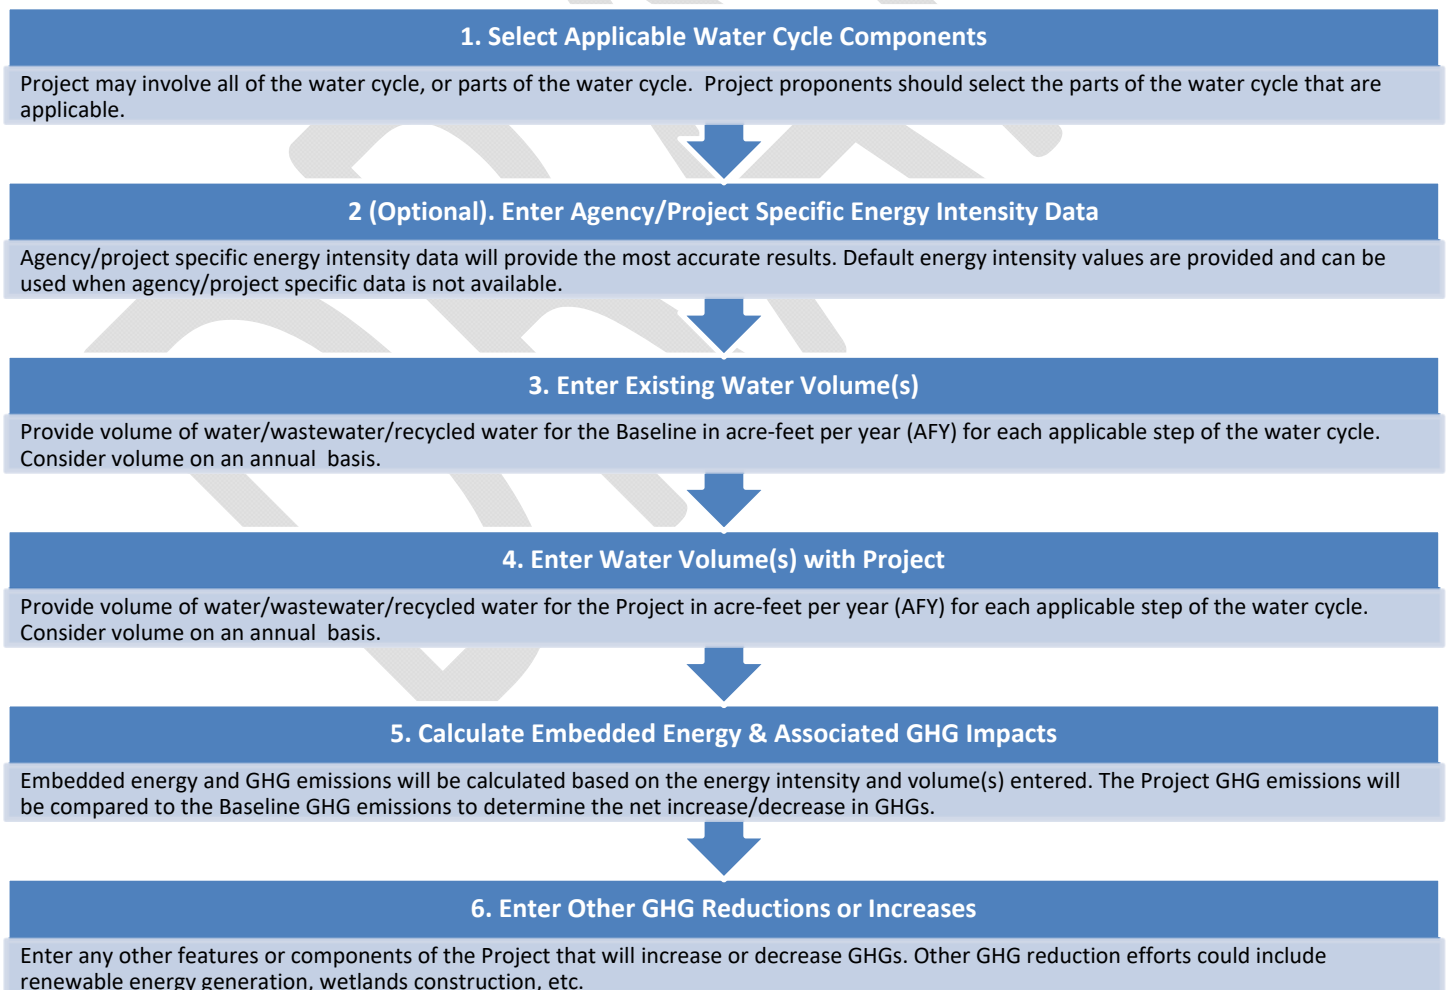 1. Select Applicable Water Cycle Components
Project may involve all of the water cycle, or parts of the water cycle.  Project proponents should select the parts of the water cycle that are
applicable.
2 (Optional). Enter Agency/Project Specific Energy Intensity Data
Agency/project specific energy intensity data will provide the most accurate results. Default energy intensity values are provided and can be
used when agency/project specific data is not available.
3. Enter Existing Water Volume(s)
Provide volume of water/wastewater/recycled water for the Baseline in acre-feet per year (AFY) for each applicable step of the water cycle.
Consider volume on an annual  basis.
4. Enter Water Volume(s) with Project
Provide volume of water/wastewater/recycled water for the Project in acre-feet per year (AFY) for each applicable step of the water cycle.
Consider volume on an annual  basis.
5. Calculate Embedded Energy & Associated GHG Impacts
Embedded energy and GHG emissions will be calculated based on the energy intensity and volume(s) entered. The Project GHG emissions will
be compared to the Baseline GHG emissions to determine the net increase/decrease in GHGs.
6. Enter Other GHG Reductions or Increases
Enter any other features or components of the Project that will increase or decrease GHGs. Other GHG reduction efforts could include
renewable energy generation, wetlands construction, etc.